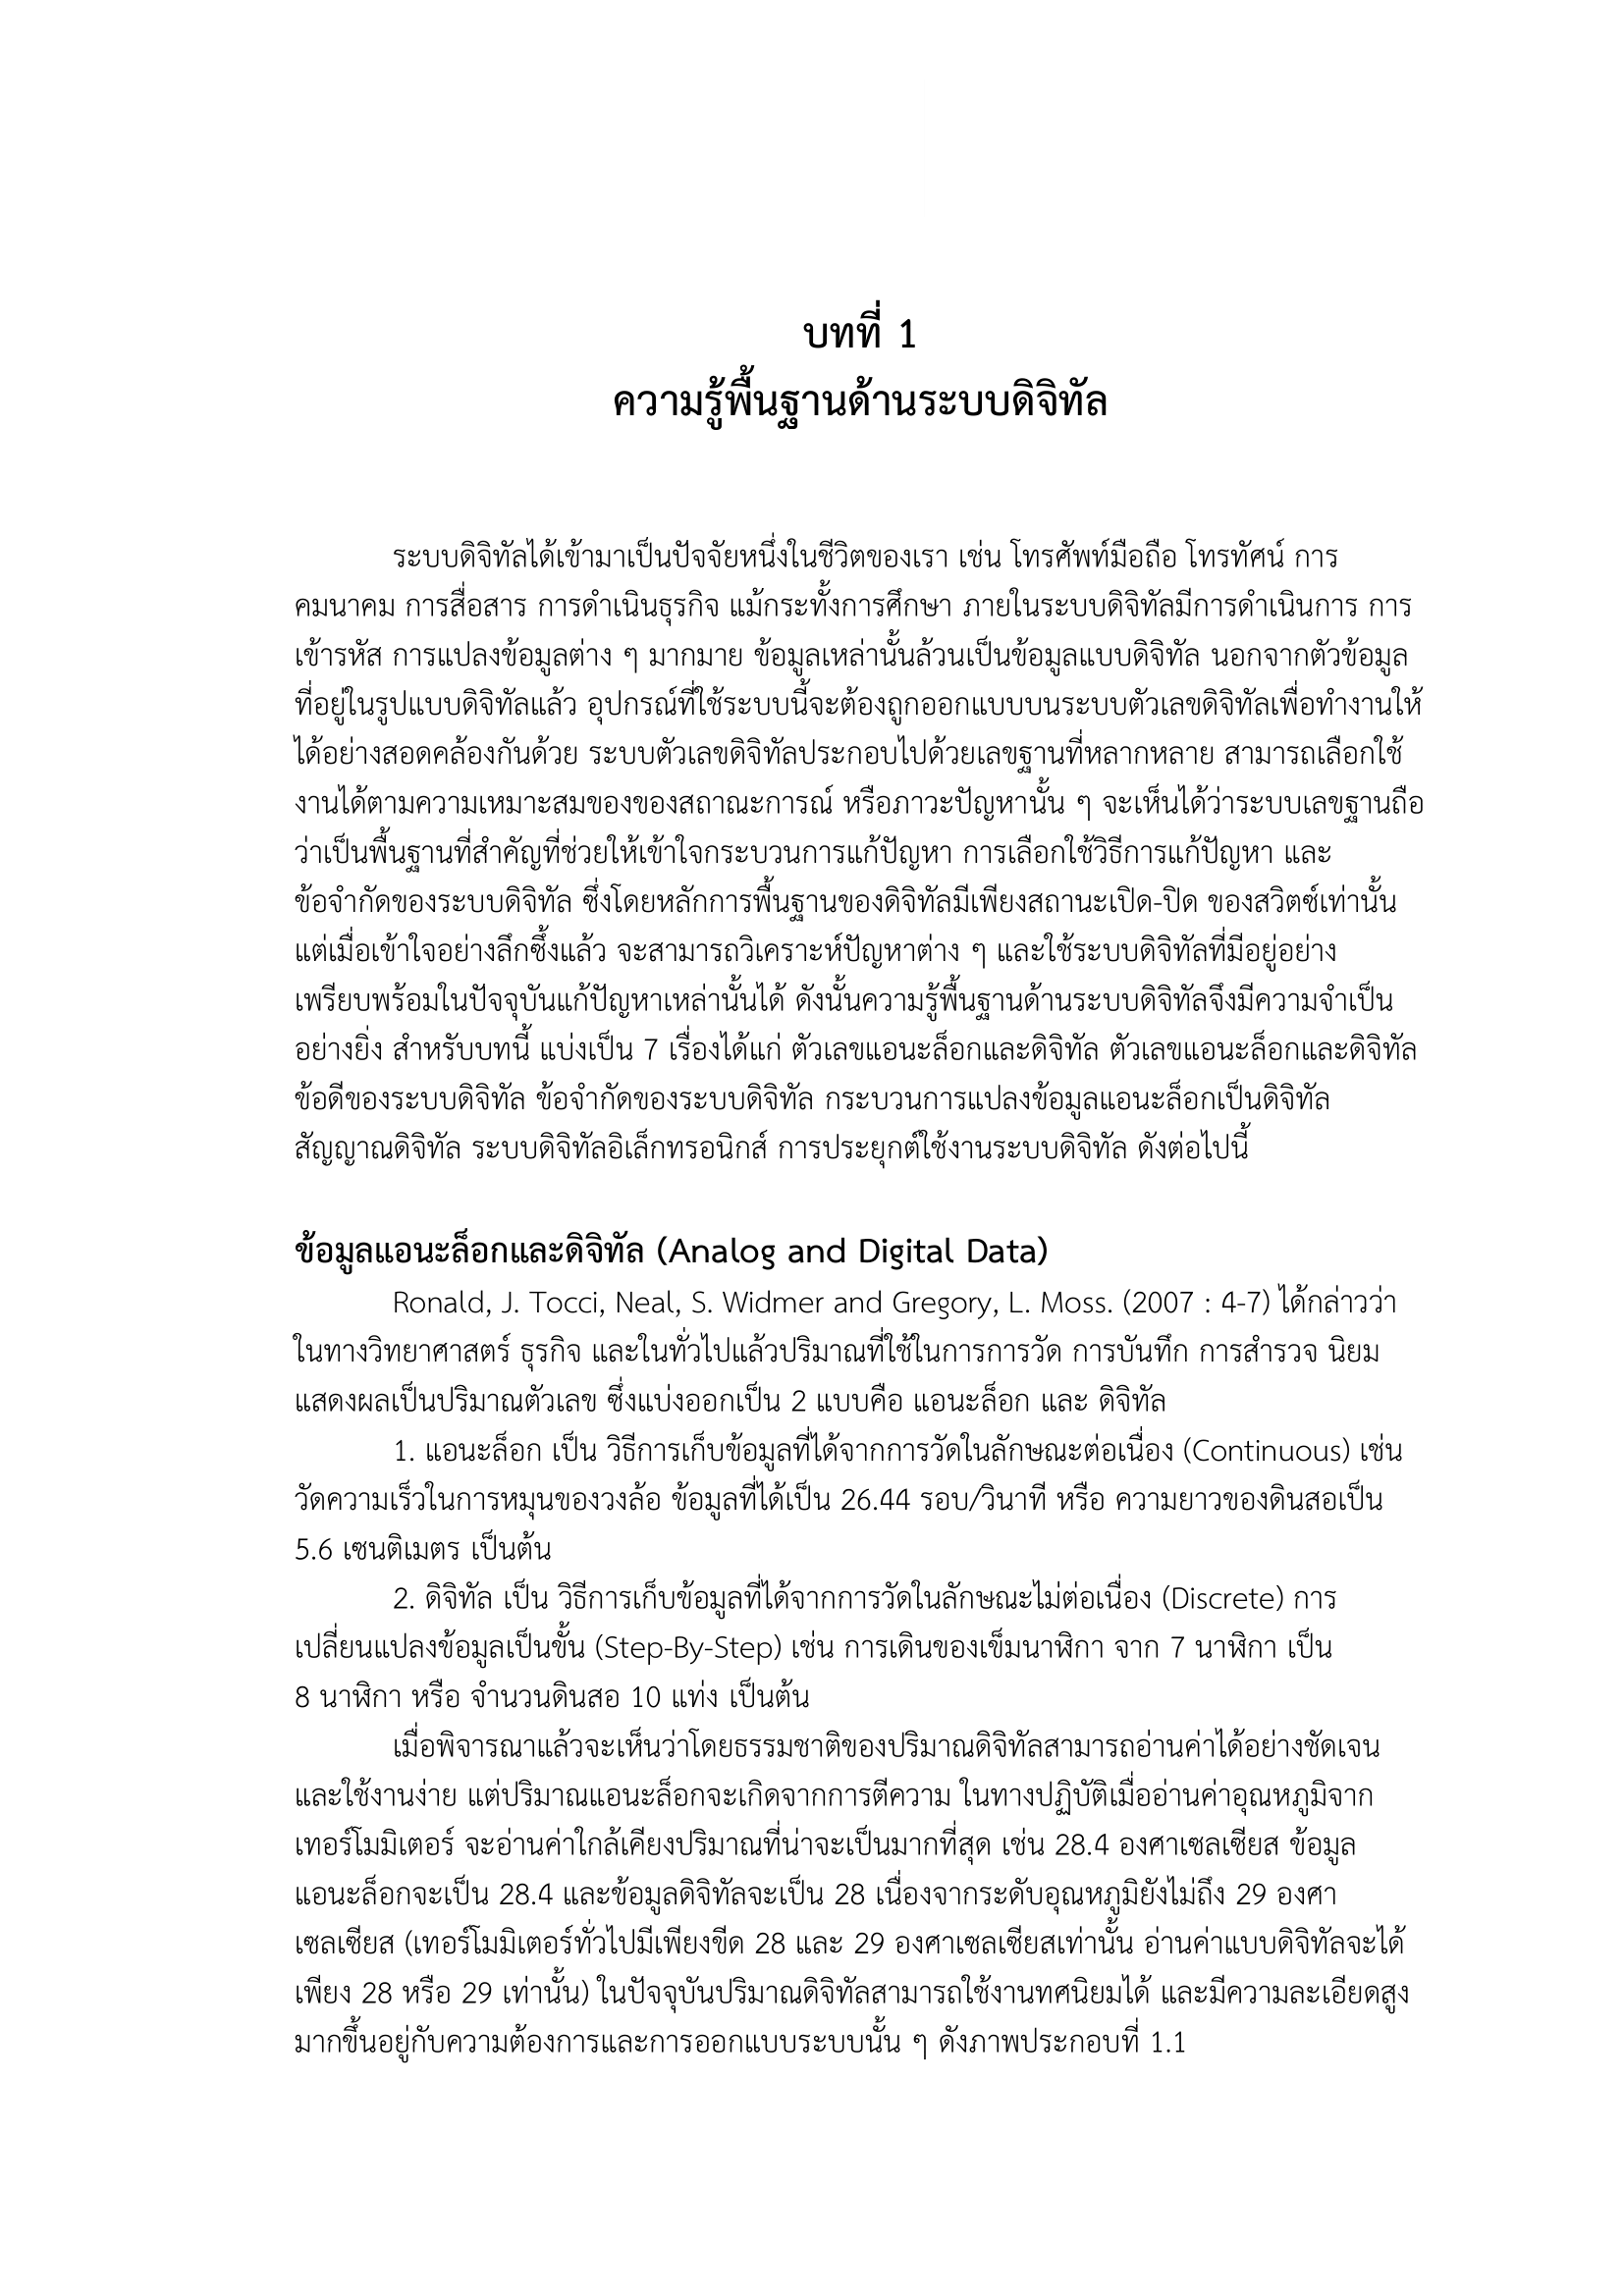 บทที่ 1
ความรู้พื้นฐานด้านระบบดิจิทัล
ระบบดิจิทัลได้เข้ามาเป็นปัจจัยหนึ่งในชีวิตของเรา เช่น โทรศัพท์มือถือ โทรทัศน์ การ
คมนาคม การสื่อสาร การดำเนินธุรกิจ แม้กระทั้งการศึกษา ภายในระบบดิจิทัลมีการดำเนินการ การ
เข้ารหัส การแปลงข้อมูลต่าง ๆ มากมาย ข้อมูลเหล่านั้นล้วนเป็นข้อมูลแบบดิจิทัล นอกจากตัวข้อมูล
ที่อยู่ในรูปแบบดิจิทัลแล้ว อุปกรณ์ที่ใช้ระบบนี้จะต้องถูกออกแบบบนระบบตัวเลขดิจิทัลเพื่อทำงานให้
ได้อย่างสอดคล้องกันด้วย ระบบตัวเลขดิจิทัลประกอบไปด้วยเลขฐานที่หลากหลาย สามารถเลือกใช้
งานได้ตามความเหมาะสมของของสถาณะการณ์ หรือภาวะปัญหานั้น ๆ จะเห็นได้ว่าระบบเลขฐานถือ
ว่าเป็นพื้นฐานที่สำคัญที่ช่วยให้เข้าใจกระบวนการแก้ปัญหา การเลือกใช้วิธีการแก้ปัญหา และ
ข้อจำกัดของระบบดิจิทัล ซึ่งโดยหลักการพื้นฐานของดิจิทัลมีเพียงสถานะเปิด-ปิด ของสวิตซ์เท่านั้น
แต่เมื่อเข้าใจอย่างลึกซึ้งแล้ว จะสามารถวิเคราะห์ปัญหาต่าง ๆ และใช้ระบบดิจิทัลที่มีอยู่อย่าง
เพรียบพร้อมในปัจจุบันแก้ปัญหาเหล่านั้นได้ ดังนั้นความรู้พื้นฐานด้านระบบดิจิทัลจึงมีความจำเป็น
อย่างยิ่ง สำหรับบทนี้ แบ่งเป็น 7 เรื่องได้แก่ ตัวเลขแอนะล็อกและดิจิทัล ตัวเลขแอนะล็อกและดิจิทัล
ข้อดีของระบบดิจิทัล ข้อจำกัดของระบบดิจิทัล กระบวนการแปลงข้อมูลแอนะล็อกเป็นดิจิทัล
สัญญาณดิจิทัล ระบบดิจิทัลอิเล็กทรอนิกส์ การประยุกต์ใช้งานระบบดิจิทัล ดังต่อไปนี้
ข้อมูลแอนะล็อกและดิจิทัล (Analog and Digital Data)
Ronald, J. Tocci, Neal, S. Widmer and Gregory, L. Moss. (2007 : 4-7) ได้กล่าวว่า
ในทางวิทยาศาสตร์ ธุรกิจ และในทั่วไปแล้วปริมาณที่ใช้ในการการวัด การบันทึก การสำรวจ นิยม
แสดงผลเป็นปริมาณตัวเลข ซึ่งแบ่งออกเป็น 2 แบบคือ แอนะล็อก และ ดิจิทัล
1. แอนะล็อก เป็น วิธีการเก็บข้อมูลที่ได้จากการวัดในลักษณะต่อเนื่อง (Continuous) เช่น
วัดความเร็วในการหมุนของวงล้อ ข้อมูลที่ได้เป็น 26.44 รอบ/วินาที หรือ ความยาวของดินสอเป็น
5.6 เซนติเมตร เป็นต้น
2. ดิจิทัล เป็น วิธีการเก็บข้อมูลที่ได้จากการวัดในลักษณะไม่ต่อเนื่อง (Discrete) การ
เปลี่ยนแปลงข้อมูลเป็นขั้น (Step-By-Step) เช่น การเดินของเข็มนาฬิกา จาก 7 นาฬิกา เป็น
8 นาฬิกา หรือ จำนวนดินสอ 10 แท่ง เป็นต้น
เมื่อพิจารณาแล้วจะเห็นว่าโดยธรรมชาติของปริมาณดิจิทัลสามารถอ่านค่าได้อย่างชัดเจน
และใช้งานง่าย แต่ปริมาณแอนะล็อกจะเกิดจากการตีความ ในทางปฏิบัติเมื่ออ่านค่าอุณหภูมิจาก
เทอร์โมมิเตอร์ จะอ่านค่าใกล้เคียงปริมาณที่น่าจะเป็นมากที่สุด เช่น 28.4 องศาเซลเซียส ข้อมูล
แอนะล็อกจะเป็น 28.4 และข้อมูลดิจิทัลจะเป็น 28 เนื่องจากระดับอุณหภูมิยังไม่ถึง 29 องศา
เซลเซียส (เทอร์โมมิเตอร์ทั่วไปมีเพียงขีด 28 และ 29 องศาเซลเซียสเท่านั้น อ่านค่าแบบดิจิทัลจะได้
เพียง 28 หรือ 29 เท่านั้น) ในปัจจุบันปริมาณดิจิทัลสามารถใช้งานทศนิยมได้ และมีความละเอียดสูง
มากขึ้นอยู่กับความต้องการและการออกแบบระบบนั้น ๆ ดังภาพประกอบที่ 1.1